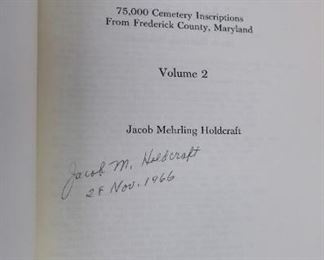 75,000 Cemetery Inscriptions
From Frederick County, Maryland
Volume 2
Jacob Mehrling Holdcraft
Jacob M. Holdcraft
28 Nov. 1966